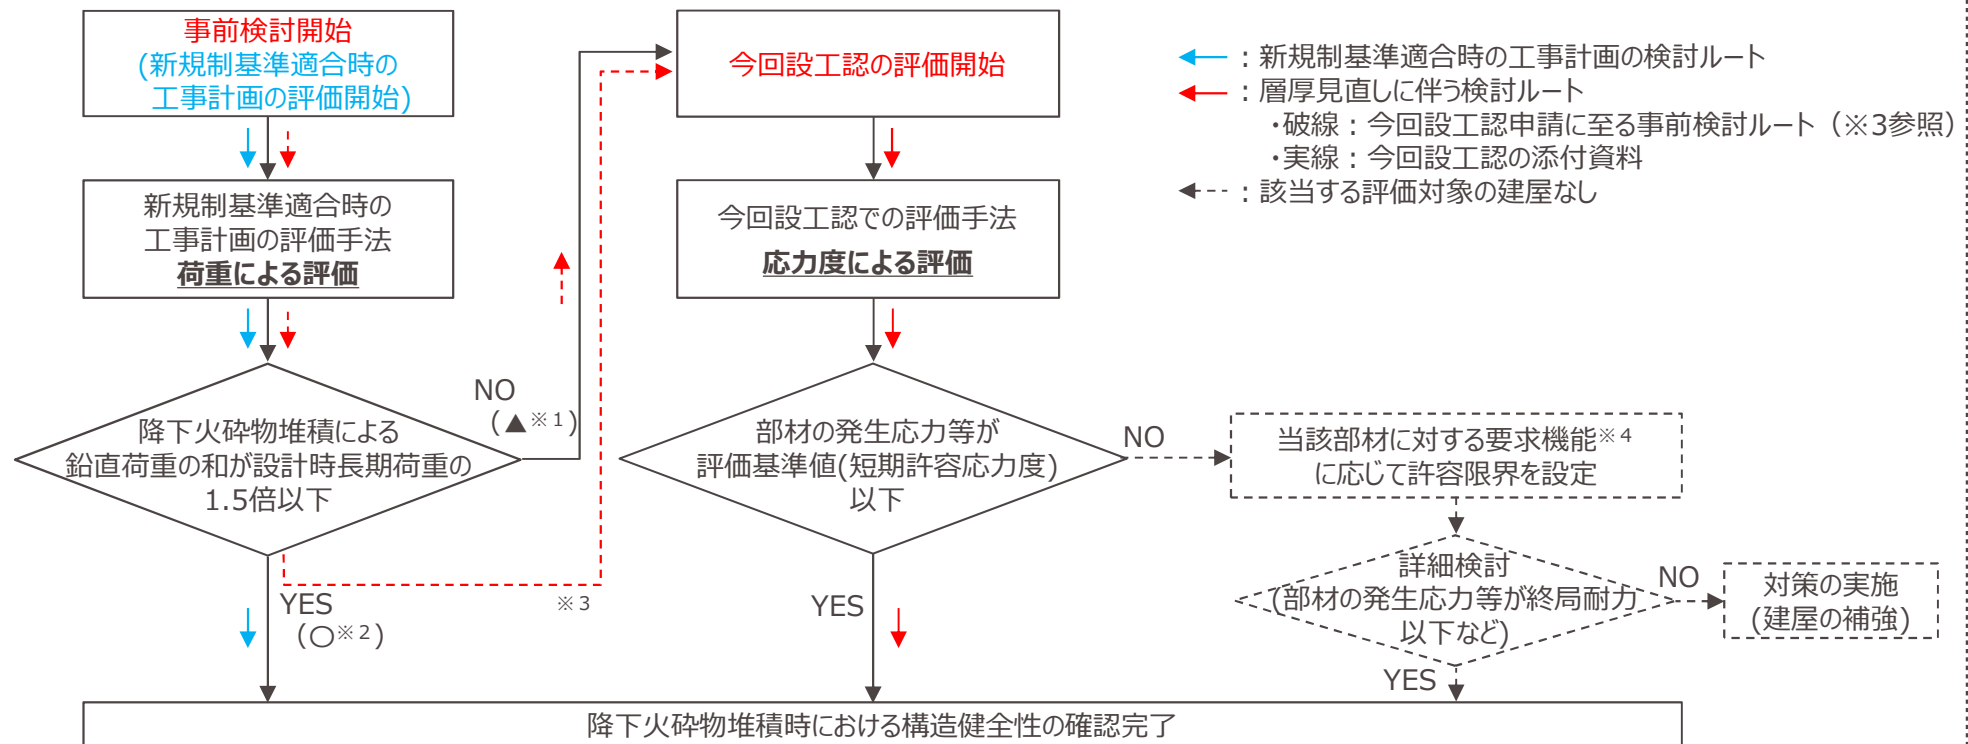 事前検討開始
(新規制基準適合時の
工事計画の評価開始)
新規制基準適合時の
工事計画の評価手法
荷重による評価
降下火砕物堆積による
鉛直荷重の和が設計時長期荷重の
1.5倍以下
NO
(▲※1)
YES
(〇※2)
※3
今回設工認の評価開始
今回設工認での評価手法
応力度による評価
部材の発生応力等が
評価基準値(短期許容応力度)
以下
NO
YES
：新規制基準適合時の工事計画の検討ルート
：層厚見直しに伴う検討ルート
・破線：今回設工認申請に至る事前検討ルート（※3参照）
・実線：今回設工認の添付資料
：該当する評価対象の建屋なし
当該部材に対する要求機能※4
に応じて許容限界を設定
詳細検討
(部材の発生応力等が終局耐力
以下など)
NO
YES
対策の実施
(建屋の補強)
降下火砕物堆積時における構造健全性の確認完了